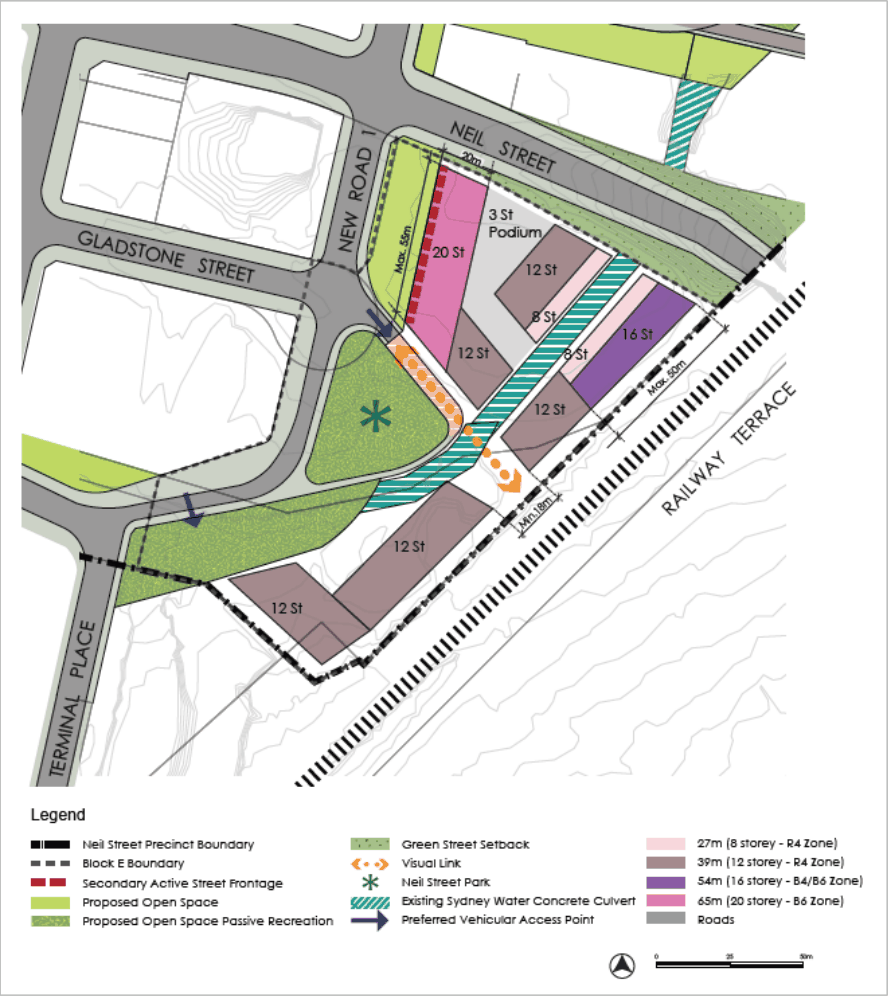 NEIL STREET
20m
NEW ROAD 1
3 St
Podium
GLADSTONE STREET
Max. 55m
20 St
12 St
8 St
16 St
12 St
8 St
Max. 50m
12 St
RAILWAY TERRACE
Min.18m
12 St
12 St
TERMINAL PLACE
Legend
Neil Street Precinct Boundary
Block E Boundary
Secondary Active Street Frontage
Proposed Open Space
Proposed Open Space Passive Recreation
Green Street Setback
Visual Link
Neil Street Park
Existing Sydney Water Concrete Culvert
Preferred Vehicular Access Point
27m (8 storey - R4 Zone)
39m (12 storey - R4 Zone)
54m (16 storey - B4/B6 Zone)
65m (20 storey - B6 Zone)
Roads
0 25 50m